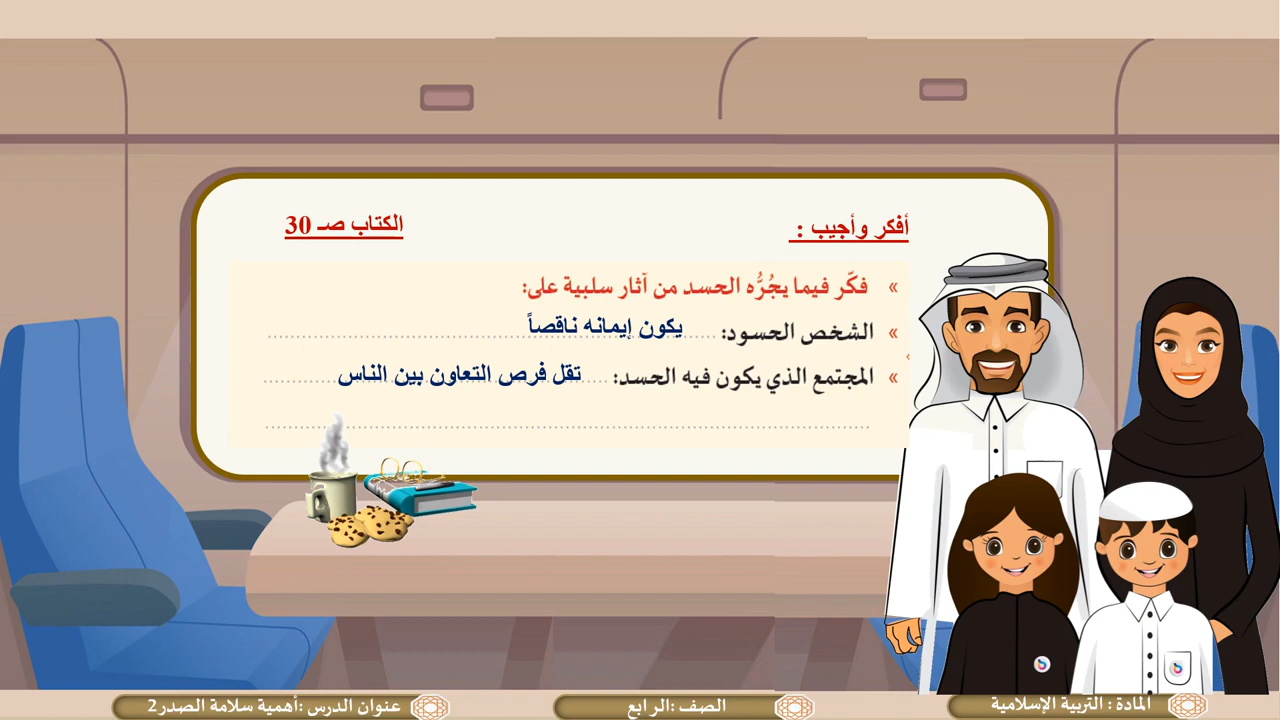 أفكر وأجيب :
الكتاب صـ 30
» فكّر فيما يجُرُّه الحسد من آثار سلبية على:
» الشخص الحسود: يكون إيمانه ناقصاً
» المجتمع الذي يكون فيه الحسد: تقل فرص التعاون بين الناس
المادة : التربية الإسلامية
الصف :الرابع
عنوان الدرس :أهمية سلامة الصدر2